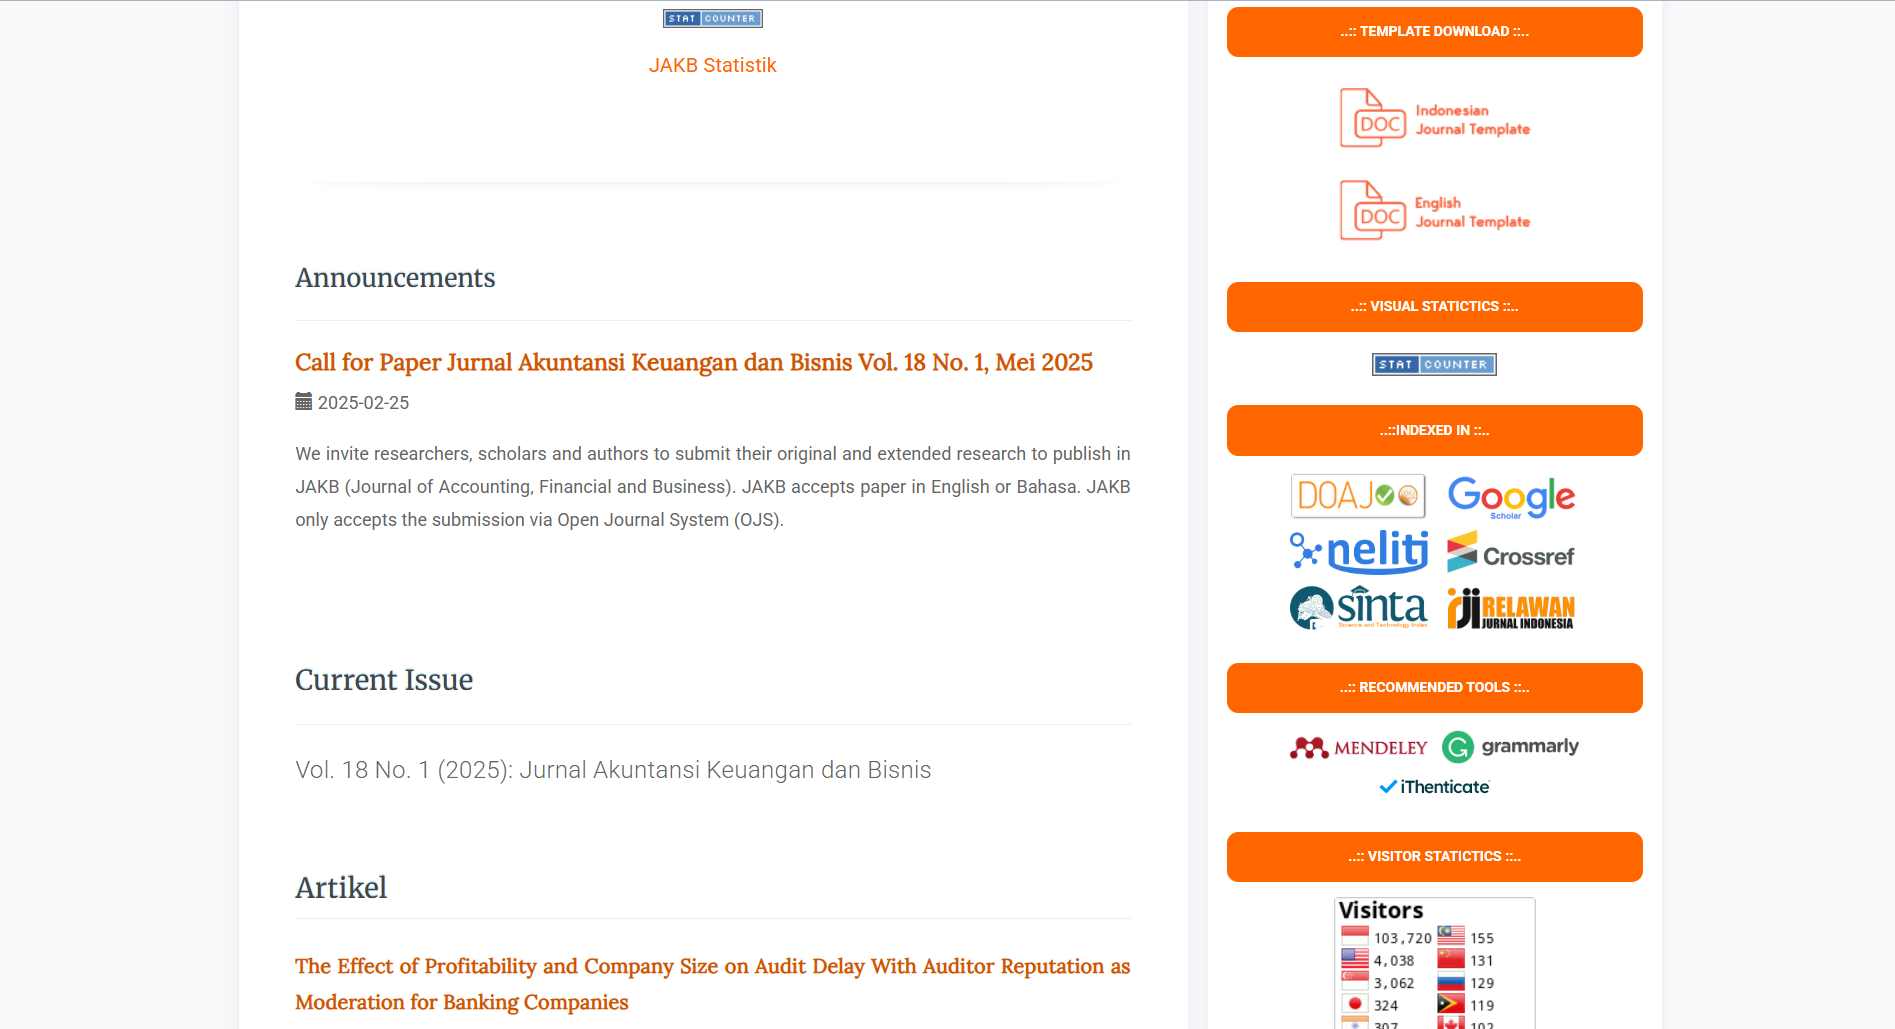 STAT COUNTER
JAKB Statistik
Announcements
Call for Paper Jurnal Akuntansi Keuangan dan Bisnis Vol. 18 No. 1, Mei 2025
2025-02-25
We invite researchers, scholars and authors to submit their original and extended research to publish in
JAKB (Journal of Accounting, Financial and Business). JAKB accepts paper in English or Bahasa. JAKB
only accepts the submission via Open Journal System (OJS).
Current Issue
Vol. 18 No. 1 (2025): Jurnal Akuntansi Keuangan dan Bisnis
Artikel
The Effect of Profitability and Company Size on Audit Delay With Auditor Reputation as
Moderation for Banking Companies
..:: TEMPLATE DOWNLOAD ::..
DOC
Indonesian
Journal Template
DOC
English
Journal Template
..:: VISUAL STATICTICS ::..
STAT COUNTER
..::INDEXED IN ::..
DOAJ
Google
Scholar
neliti
Crossref
sinta
Science and Technology Index
rji RELAWAN
JURNAL INDONESIA
..:: RECOMMENDED TOOLS ::..
MENDELEY
G grammarly
iThenticate
..:: VISITOR STATICTICS ::..
Visitors
103,720 155
4,038 131
3,062 129
324 119
307 102